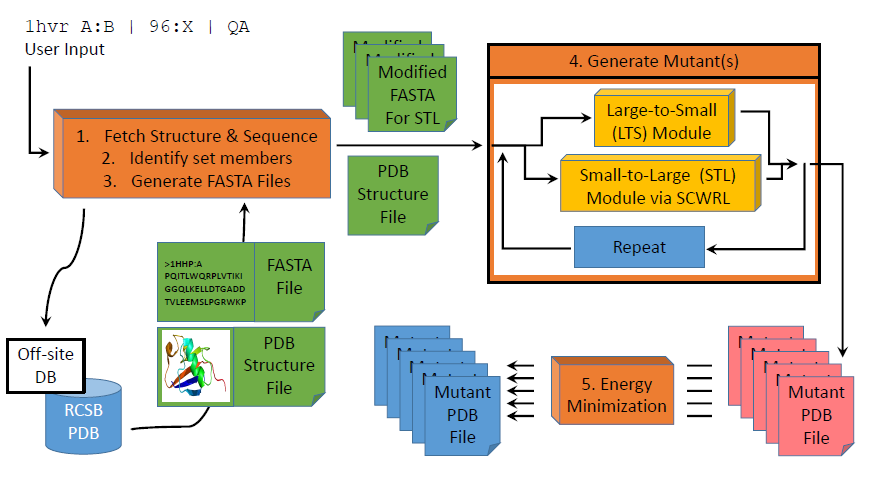 1hvr A:B | 96:X | QA
User Input
1. Fetch Structure & Sequence
2. Identify set members
3. Generate FASTA Files
Modified
Modified
Modified
FASTA
For STL
PDB
Structure
File
4. Generate Mutant(s)
Large-to-Small
(LTS) Module
Small-to-Large (STL)
Module via SCWRL
Repeat
>1HHP:A
PQITLWQRPLVTIKI
GGQLKELLDTGADD
TVLEEMSLPGRWKP
FASTA
File
PDB
Structure
File
Off-site
DB
RCSB
PDB
Mutant
PDB
File
5. Energy
Minimization
Mutant
PDB
File